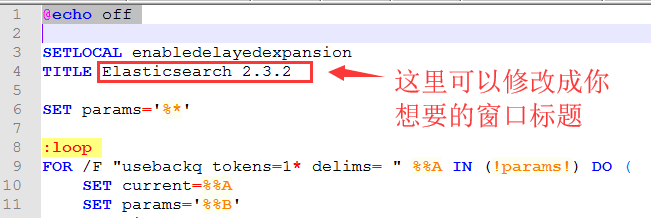 1 @echo off
2
3 SETLOCAL enabledelayedexpansion
4 TITLE Elasticsearch 2.3.2
这里可以修改成你
想要的窗口标题
5
6 SET params='%*'
7
8 :loop
9 FOR /F "usebackq tokens=1* delims= " %%A IN (!params!) DO (
10 SET current=%%A
11 SET params='%%B'